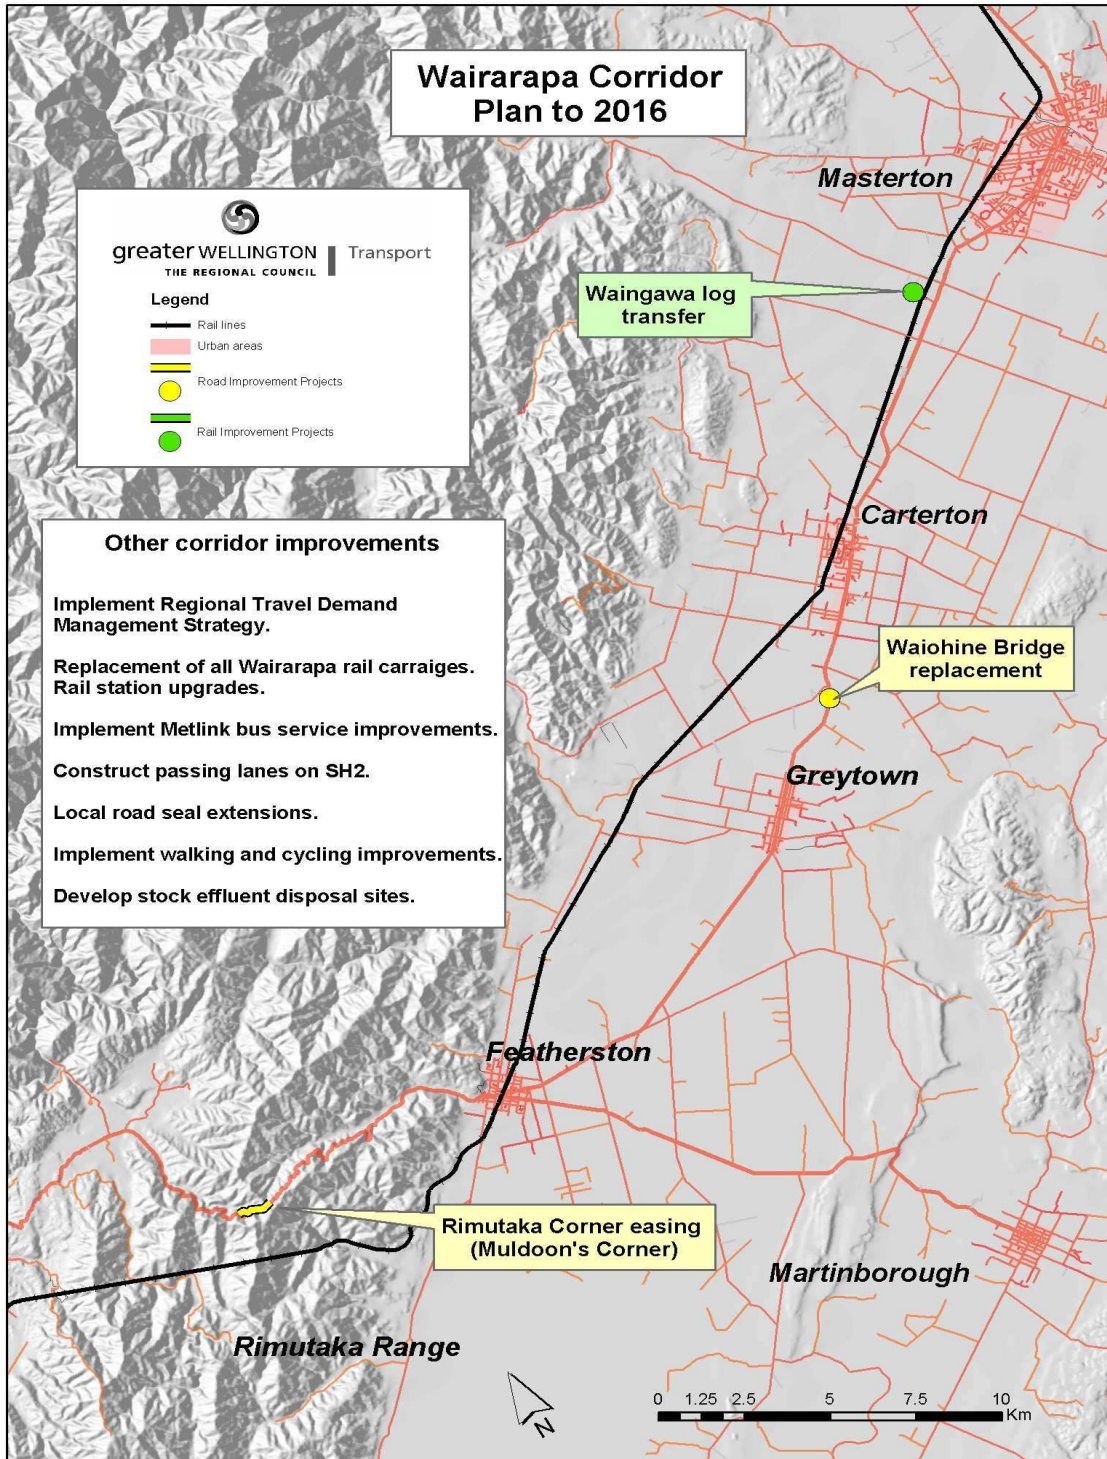 Wairarapa Corridor
Plan to 2016
Masterton
greater WELLINGTON
THE REGIONAL COUNCIL
Transport
Legend
Rail lines
Urban areas
Road Improvement Projects
Rail Improvement Projects
Waingawa log
transfer
Carterton
Other corridor improvements
Implement Regional Travel Demand
Management Strategy.
Replacement of all Wairarapa rail carraiges.
Rail station upgrades.
Implement Metlink bus service improvements.
Construct passing lanes on SH2.
Local road seal extensions.
Implement walking and cycling improvements.
Develop stock effluent disposal sites.
Waiohine Bridge
replacement
Greytown
Featherston
Rimutaka Corner easing
(Muldoon's Corner)
Martinborough
Rimutaka Range
N
0 1.25 2.5 5 7.5 10
Km